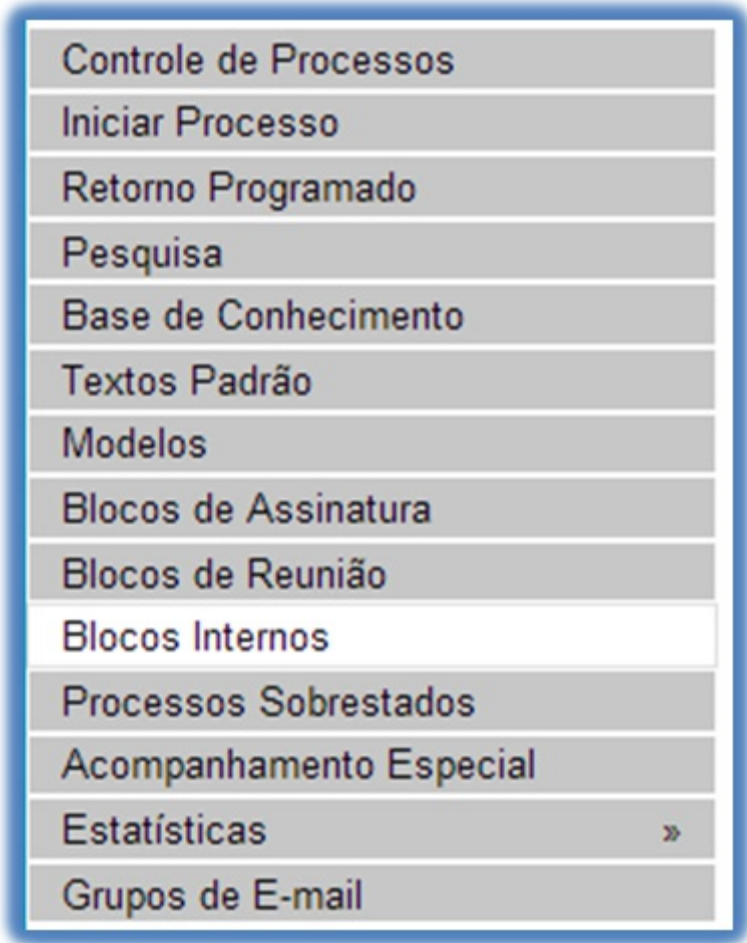 Controle de Processos
Iniciar Processo
Retorno Programado
Pesquisa
Base de Conhecimento
Textos Padrão
Modelos
Blocos de Assinatura
Blocos de Reunião
Blocos Internos
Processos Sobrestados
Acompanhamento Especial
Estatísticas »
Grupos de E-mail